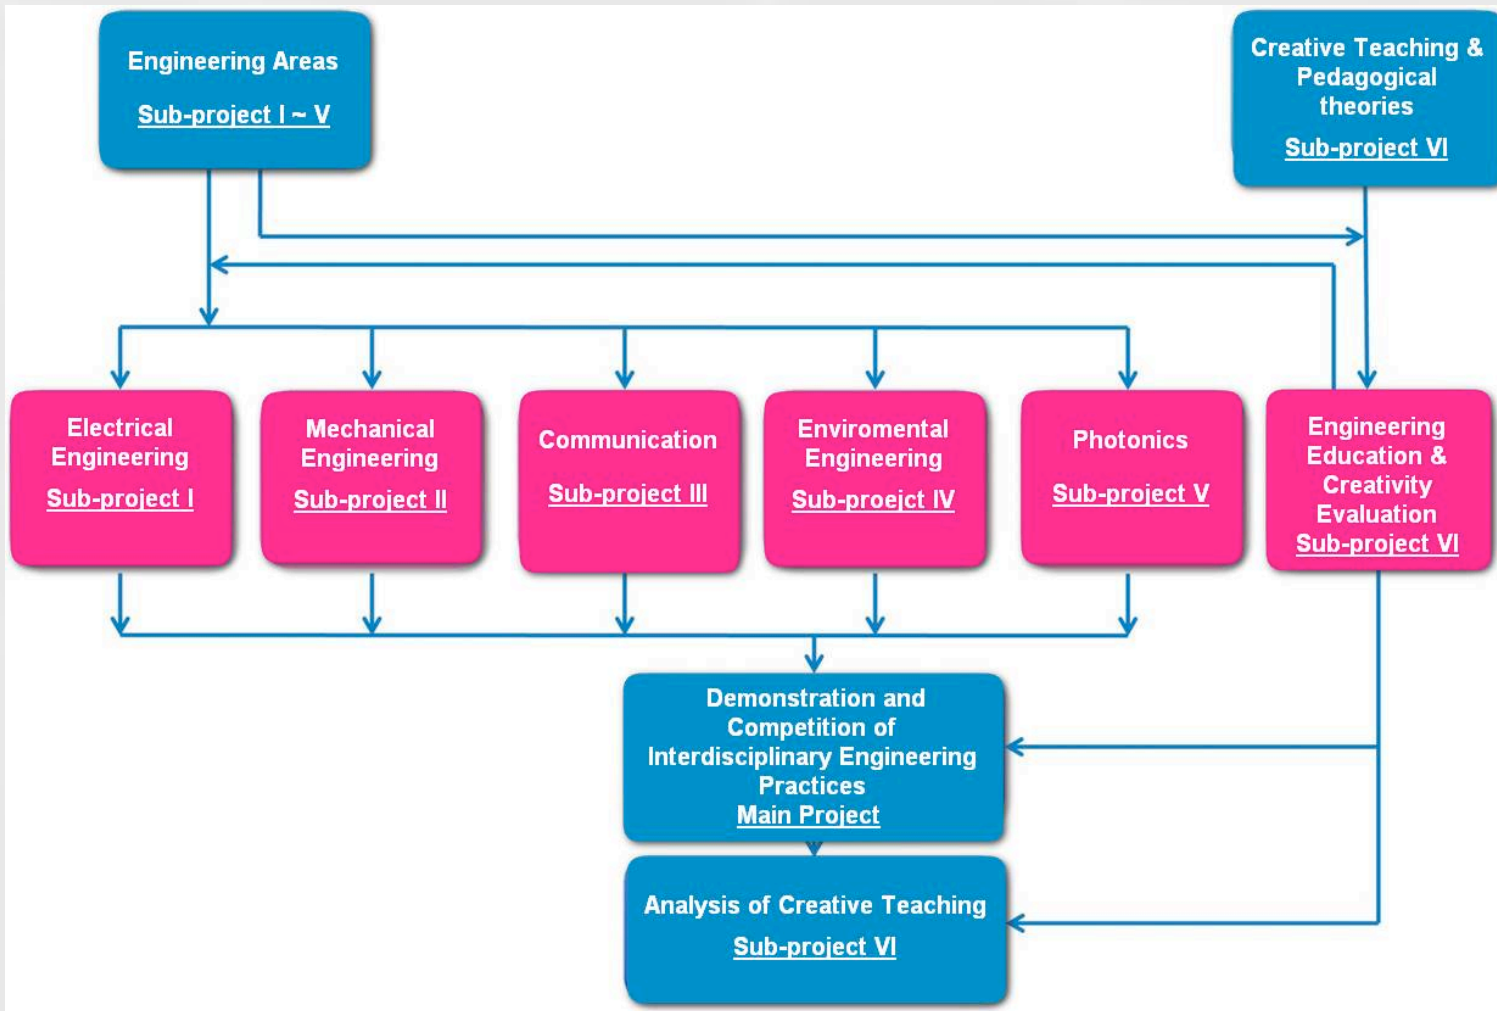 Engineering Areas
Sub-project I ~ V
Creative Teaching &
Pedagogical
theories
Sub-project VI
Electrical
Engineering
Sub-project I
Mechanical
Engineering
Sub-project II
Communication
Sub-project III
Enviromental
Engineering
Sub-proejct IV
Photonics
Sub-project V
Engineering
Education &
Creativity
Evaluation
Sub-project VI
Demonstration and
Competition of
Interdisciplinary Engineering
Practices
Main Project
Analysis of Creative Teaching
Sub-project VI